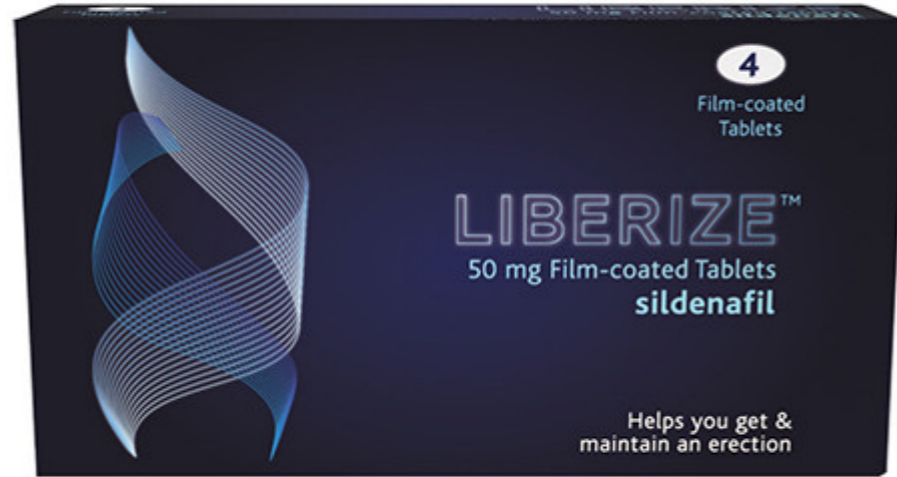 4
Film-coated
Tablets
LIBERIZE™
50 mg Film-coated Tablets
sildenafil
Helps you get &
maintain an erection